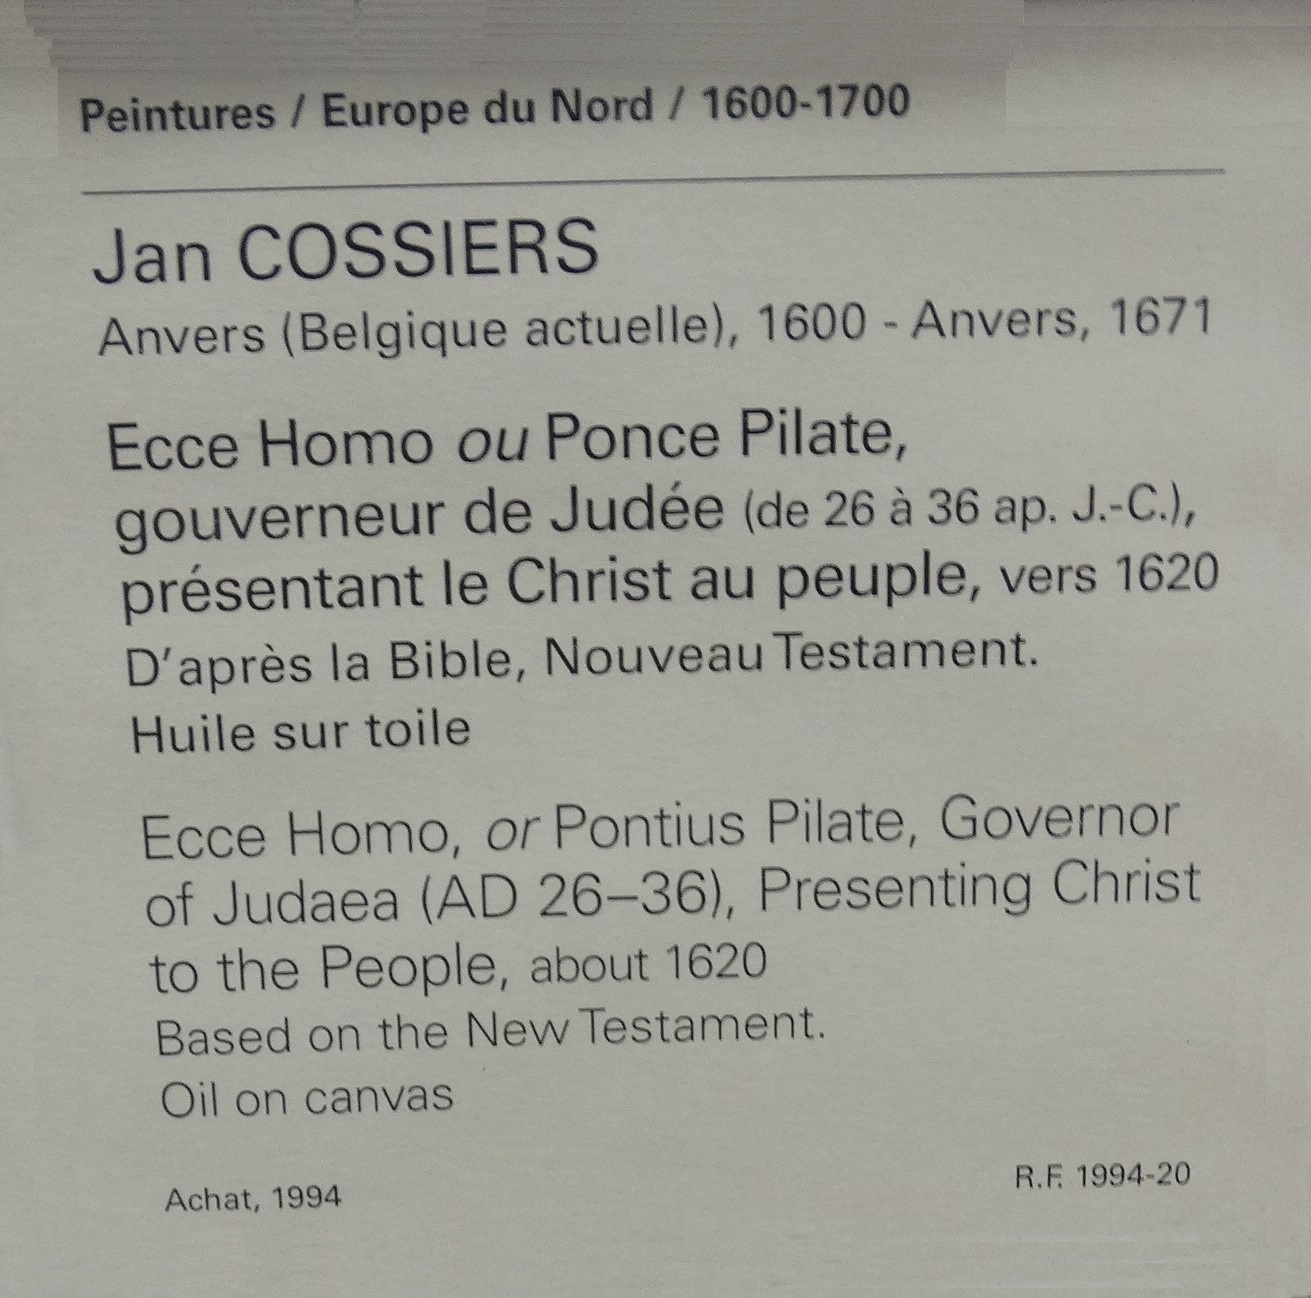 Peintures / Europe du Nord / 1600-1700
Jan COSSIERS
Anvers (Belgique actuelle), 1600 - Anvers, 1671
Ecce Homo ou Ponce Pilate,
gouverneur de Judée (de 26 à 36 ap. J.-C.),
présentant le Christ au peuple, vers 1620
D'après la Bible, Nouveau Testament.
Huile sur toile
Ecce Homo, or Pontius Pilate, Governor
of Judaea (AD 26–36), Presenting Christ
to the People, about 1620
Based on the New Testament.
Oil on canvas
Achat, 1994
R.F. 1994-20